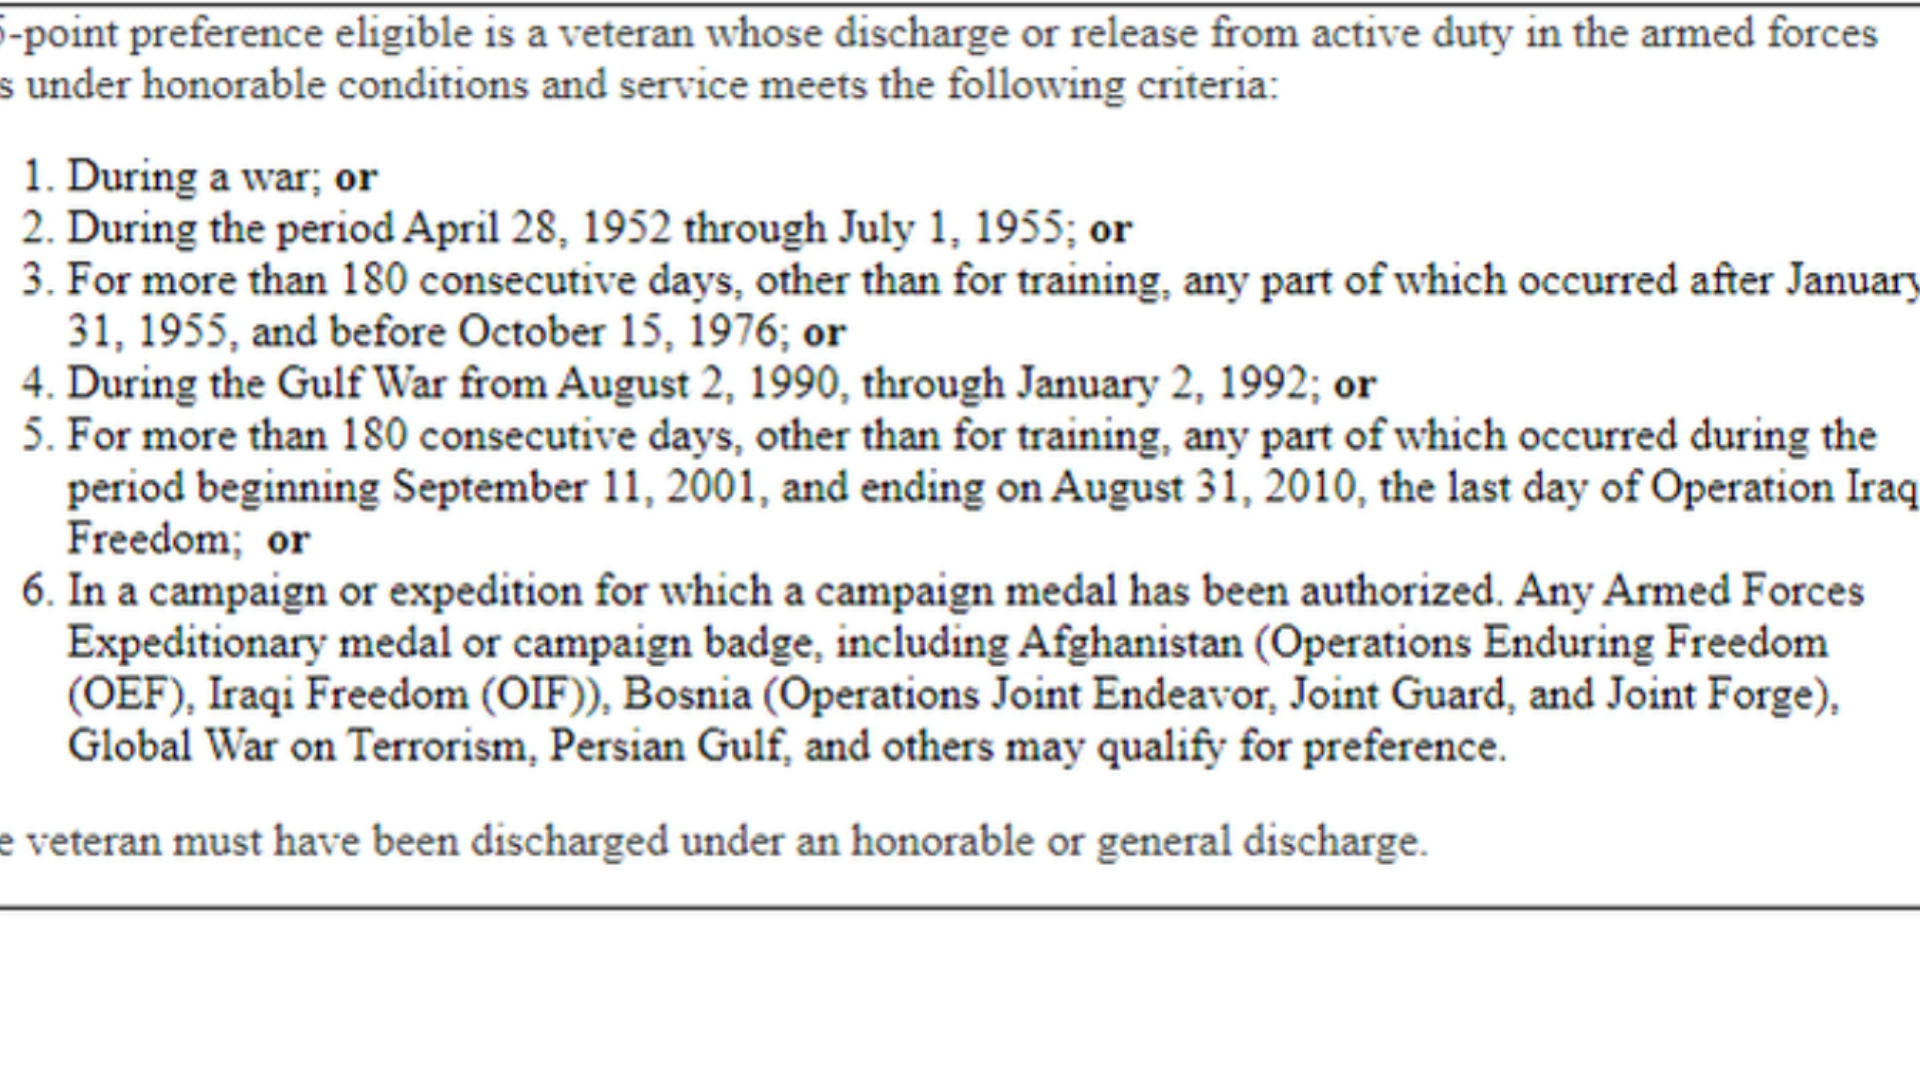 -point preference eligible is a veteran whose discharge or release from active duty in the armed forces
s under honorable conditions and service meets the following criteria:
1. During a war; or
2. During the period April 28, 1952 through July 1, 1955; or
3. For more than 180 consecutive days, other than for training, any part of which occurred after January
31, 1955, and before October 15, 1976; or
4. During the Gulf War from August 2, 1990, through January 2, 1992; or
5. For more than 180 consecutive days, other than for training, any part of which occurred during the
period beginning September 11, 2001, and ending on August 31, 2010, the last day of Operation Iraq
Freedom; or
6. In a campaign or expedition for which a campaign medal has been authorized. Any Armed Forces
Expeditionary medal or campaign badge, including Afghanistan (Operations Enduring Freedom
(OEF), Iraqi Freedom (OIF)), Bosnia (Operations Joint Endeavor, Joint Guard, and Joint Forge),
Global War on Terrorism, Persian Gulf, and others may qualify for preference.
e veteran must have been discharged under an honorable or general discharge.